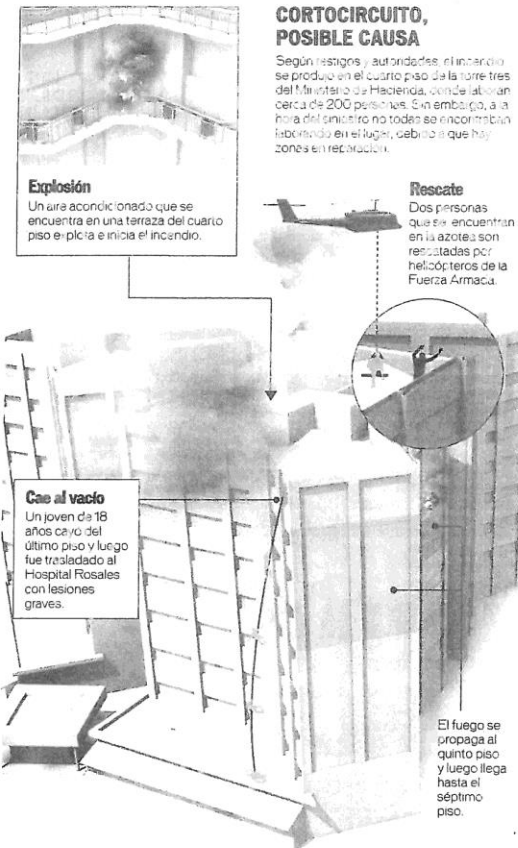 CORTOCIRCUITO,
POSIBLE CAUSA
Según testigos y autoridades, el incendio
se produjo en el cuarto piso de la torre tres
del Ministerio de Hacienda, donde laboran
cerca de 200 personas. Sin embargo, a la
hora del siniestro no todas se encontraban
laborando en el lugar, debido a que hay
zonas en reparación.
Explosión
Un aire acondicionado que se
encuentra en una terraza del cuarto
piso explota e inicia el incendio.
Rescate
Dos personas
que se encuentran
en la azotea son
rescatadas por
helicópteros de la
Fuerza Armada.
Cae al vacío
Un joven de 18
años cayó del
último piso y luego
fue trasladado al
Hospital Rosales
con lesiones
graves.
El fuego se
propaga al
quinto piso
y luego llega
hasta el
séptimo
piso.